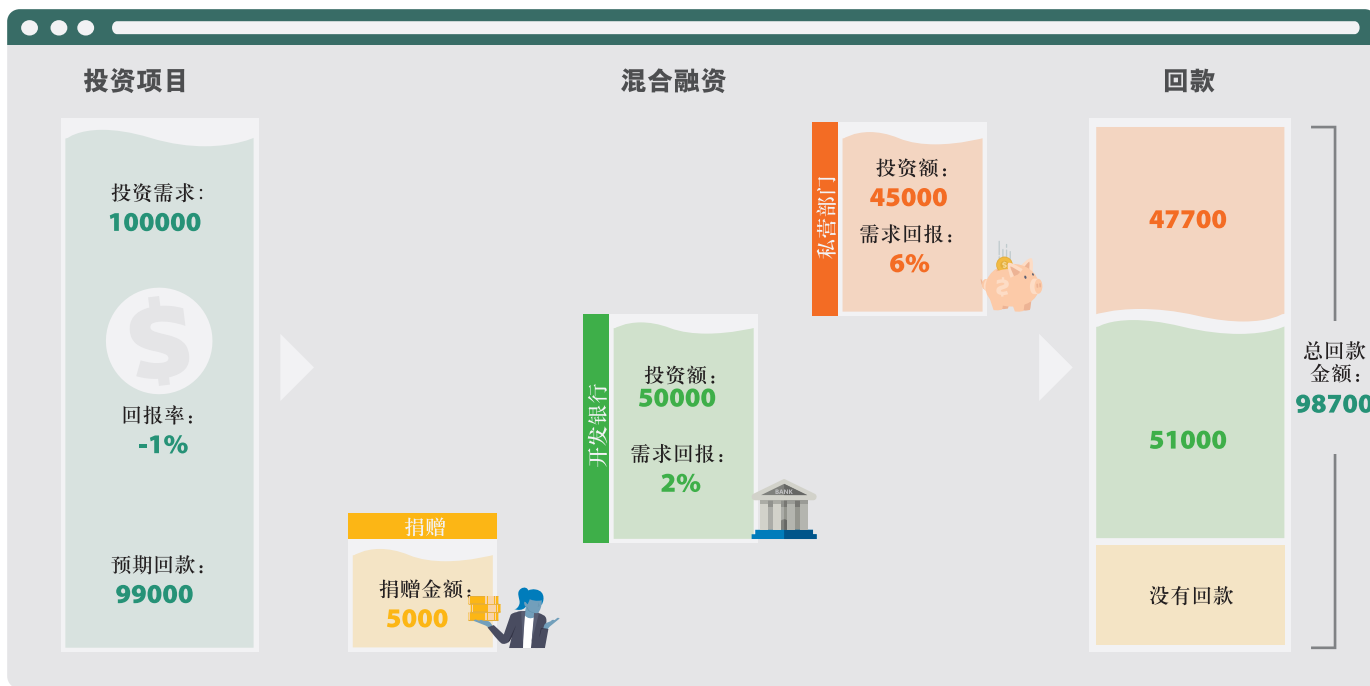 投资项目
混合融资
回款
投资需求：
100000
回报率：
-1%
预期回款：
99000
捐赠
捐赠金额：
5000
开发银行
投资额：
50000
需求回报：
2%
BANK
私营部门
投资额：
45000
需求回报：
6%
47700
51000
没有回款
总回款
金额：
98700